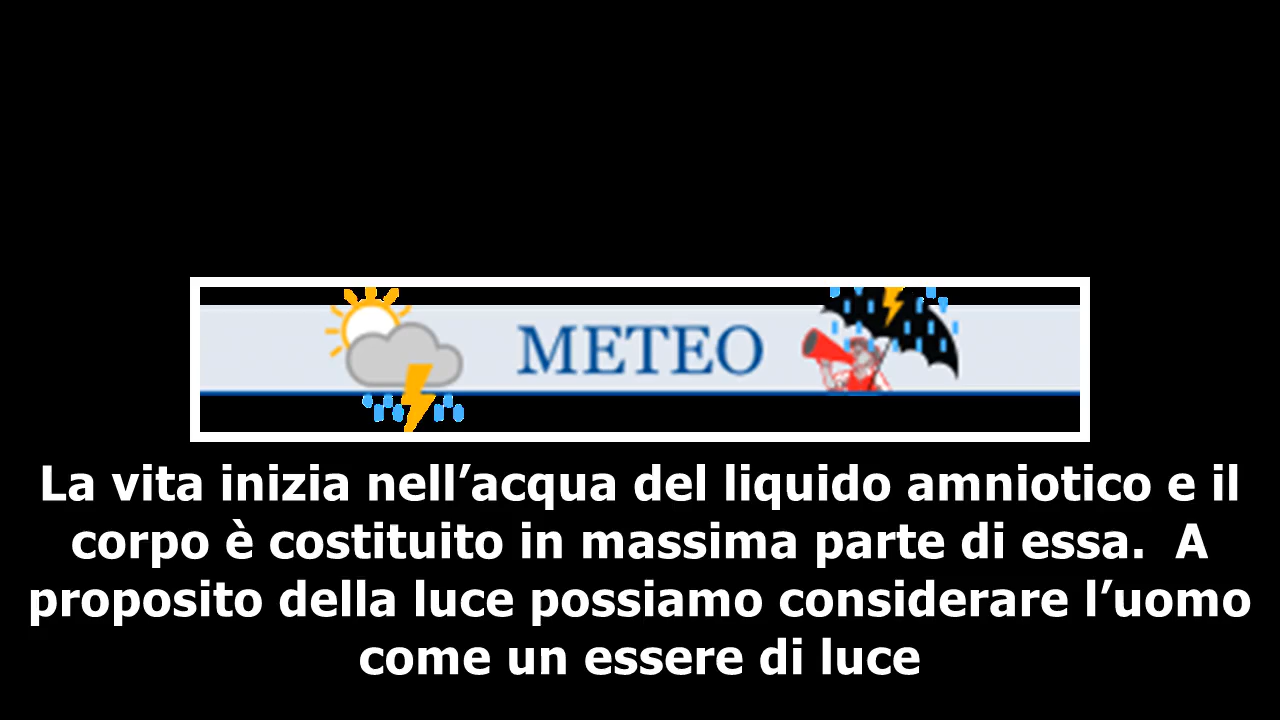 METEO
La vita inizia nell’acqua del liquido amniotico e il
corpo è costituito in massima parte di essa.  A
proposito della luce possiamo considerare l’uomo
come un essere di luce